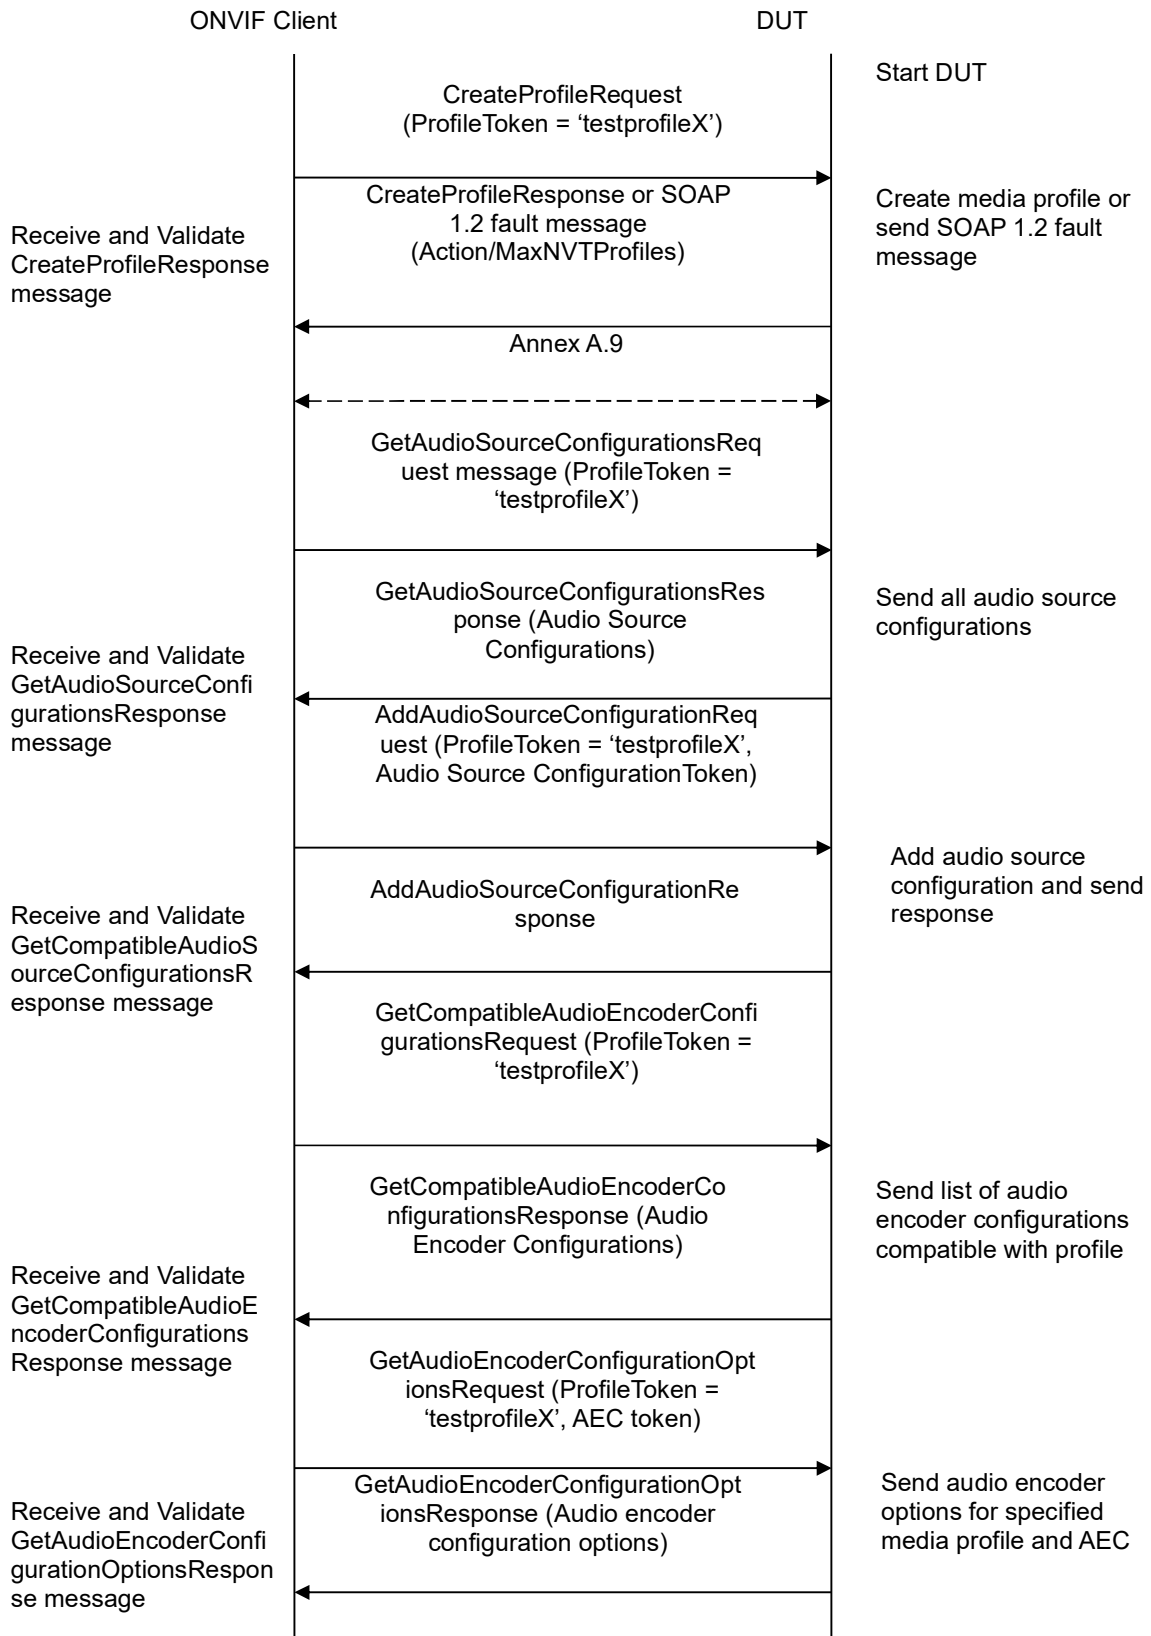 ONVIF Client
DUT
Start DUT
CreateProfileRequest
(ProfileToken = ‘testprofileX’)
CreateProfileResponse or SOAP
1.2 fault message
(Action/MaxNVTProfiles)
Create media profile or
send SOAP 1.2 fault
message
Receive and Validate
CreateProfileResponse
message
Annex A.9
GetAudioSourceConfigurationsReq
uest message (ProfileToken =
‘testprofileX’)
GetAudioSourceConfigurationsRes
ponse (Audio Source
Configurations)
Send all audio source
configurations
Receive and Validate
GetAudioSourceConfi
gurationsResponse
message
AddAudioSourceConfigurationReq
uest (ProfileToken = ‘testprofileX’,
Audio Source ConfigurationToken)
Add audio source
configuration and send
response
AddAudioSourceConfigurationRe
sponse
Receive and Validate
GetCompatibleAudioS
ourceConfigurationsR
esponse message
GetCompatibleAudioEncoderConfi
gurationsRequest (ProfileToken =
‘testprofileX’)
GetCompatibleAudioEncoderCo
nfigurationsResponse (Audio
Encoder Configurations)
Send list of audio
encoder configurations
compatible with profile
Receive and Validate
GetCompatibleAudioE
ncoderConfigurations
Response message
GetAudioEncoderConfigurationOpt
ionsRequest (ProfileToken =
‘testprofileX’, AEC token)
GetAudioEncoderConfigurationOpt
ionsResponse (Audio encoder
configuration options)
Send audio encoder
options for specified
media profile and AEC
Receive and Validate
GetAudioEncoderConfi
gurationOptionsRespon
se message